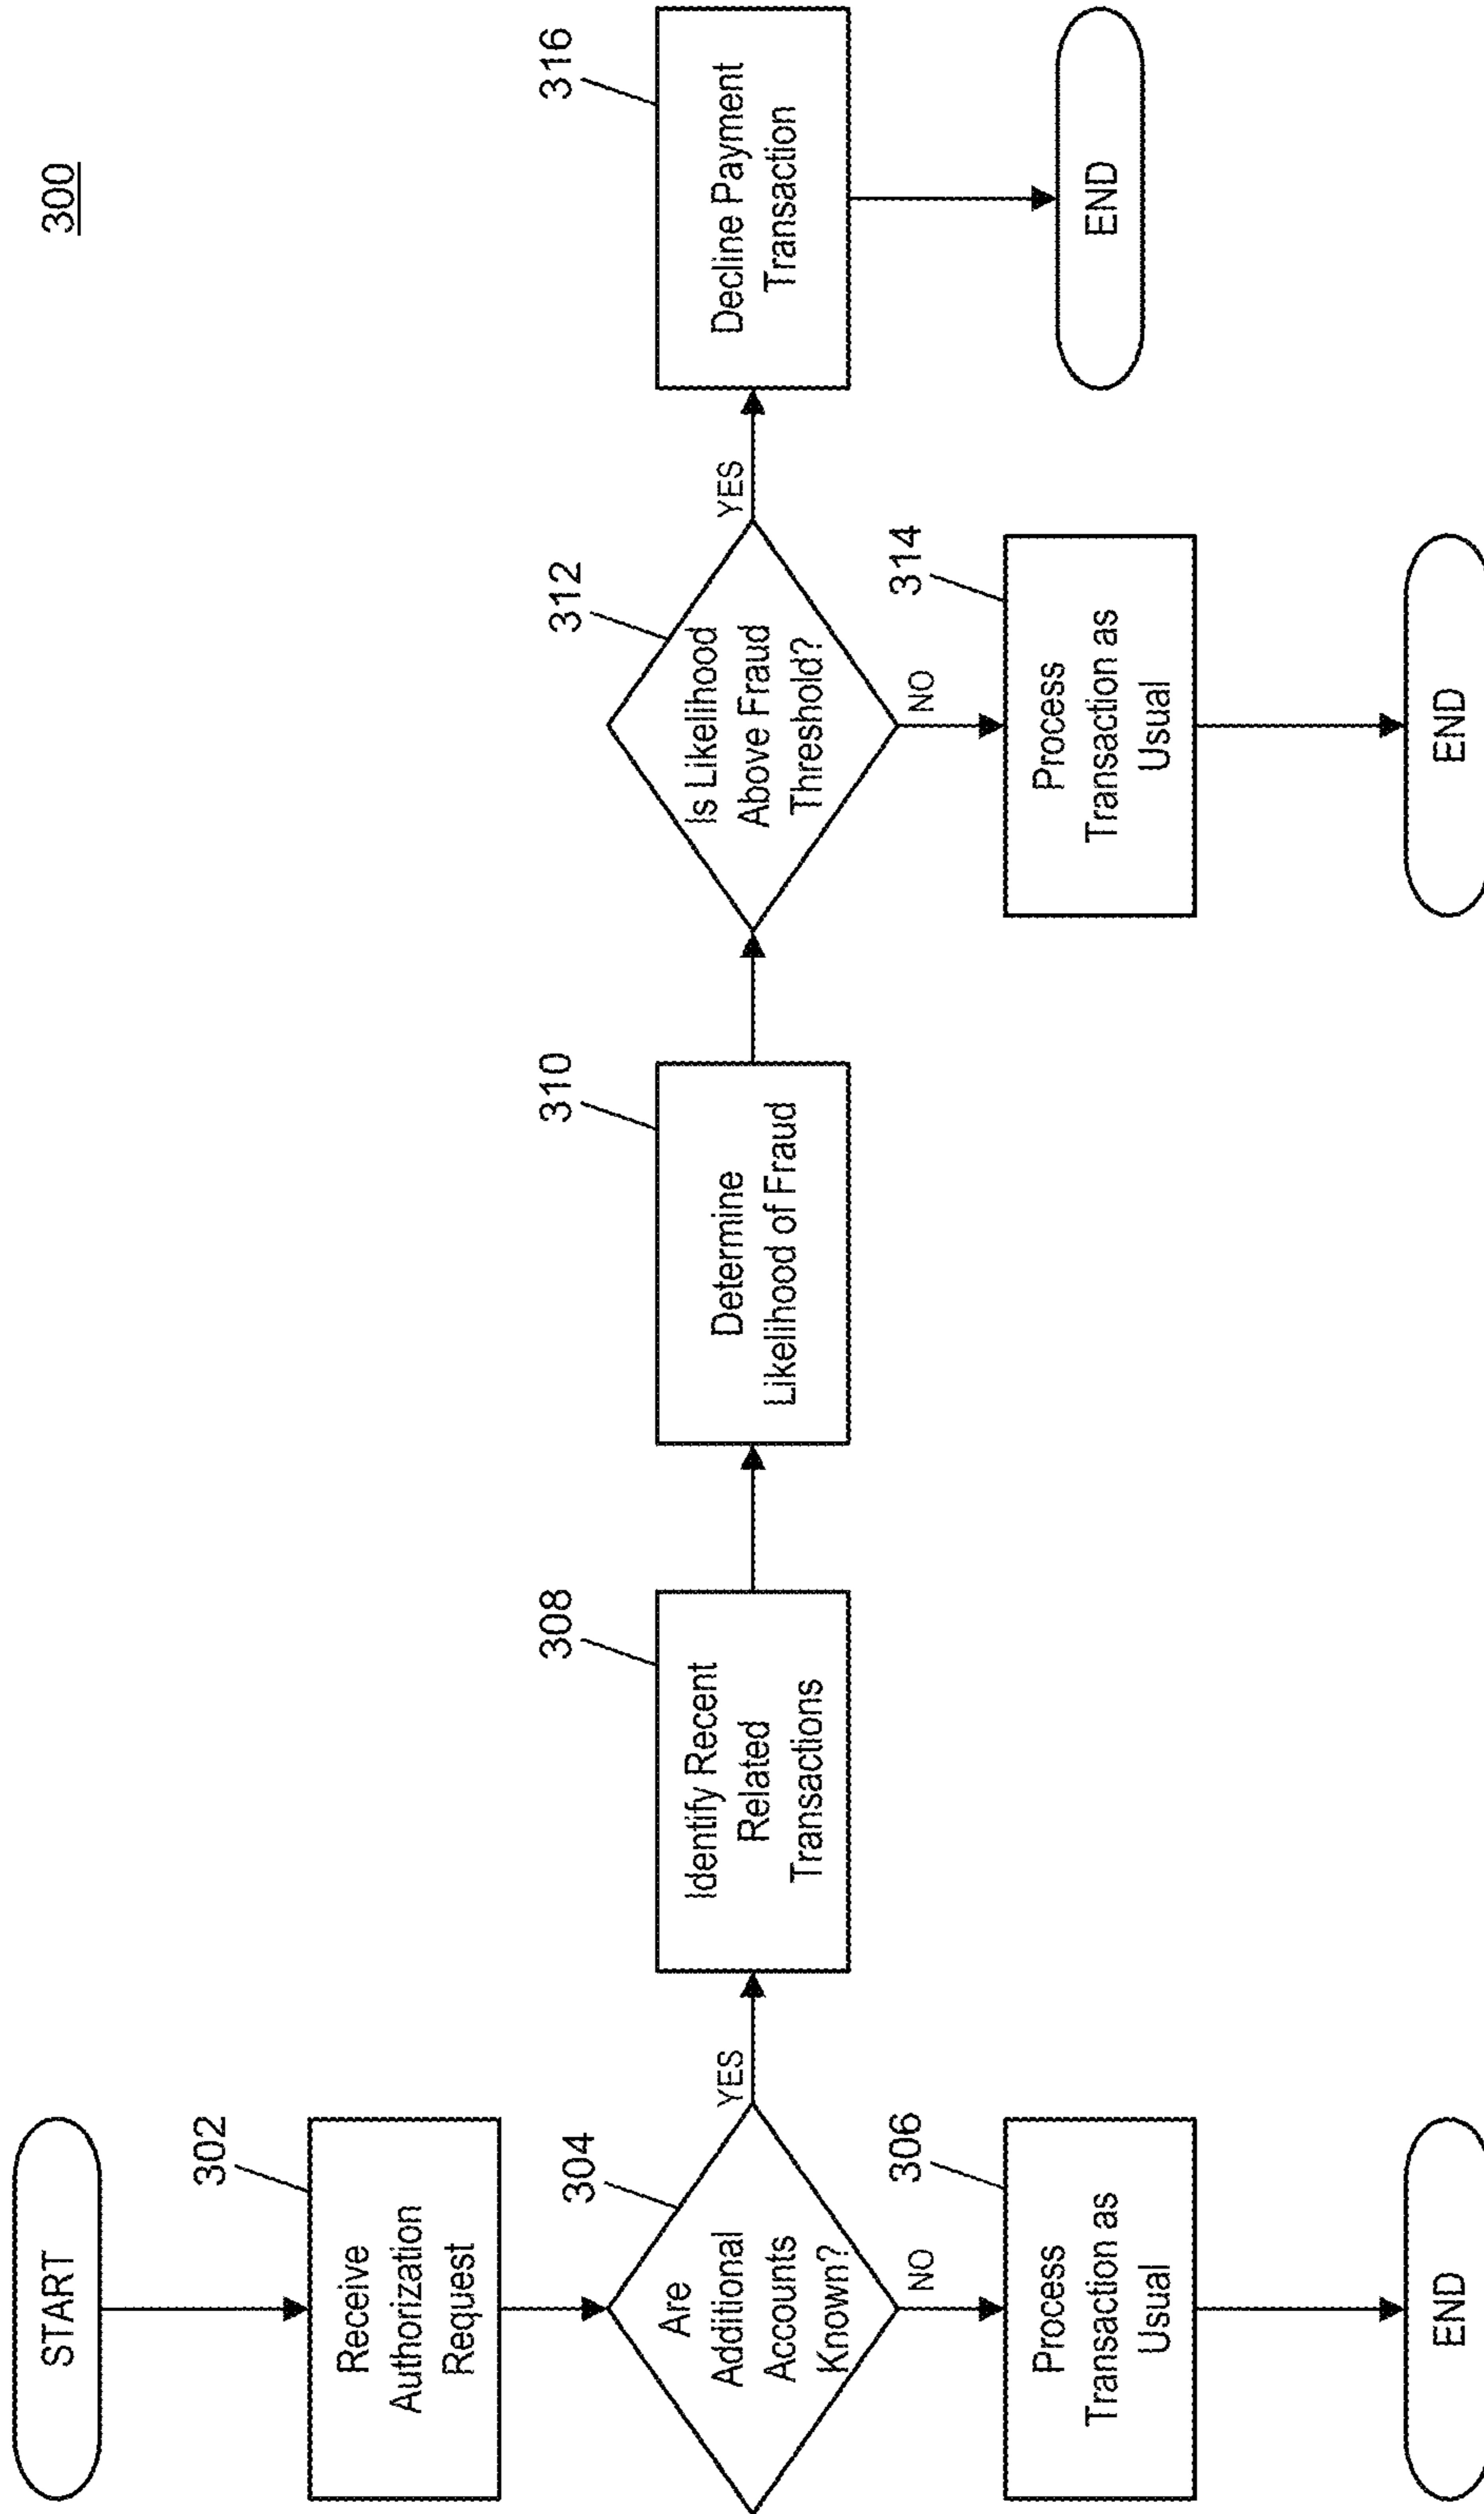 300
START
302
Receive
Authorization
Request
304
Are
Additional
Accounts
Known?
YES
NO
306
Process
Transaction as
Usual
END
308
Identify Recent
Related
Transactions
310
Determine
Likelihood of Fraud
312
Is Likelihood
Above Fraud
Threshold?
YES
NO
314
Process
Transaction as
Usual
END
316
Decline Payment
Transaction
END